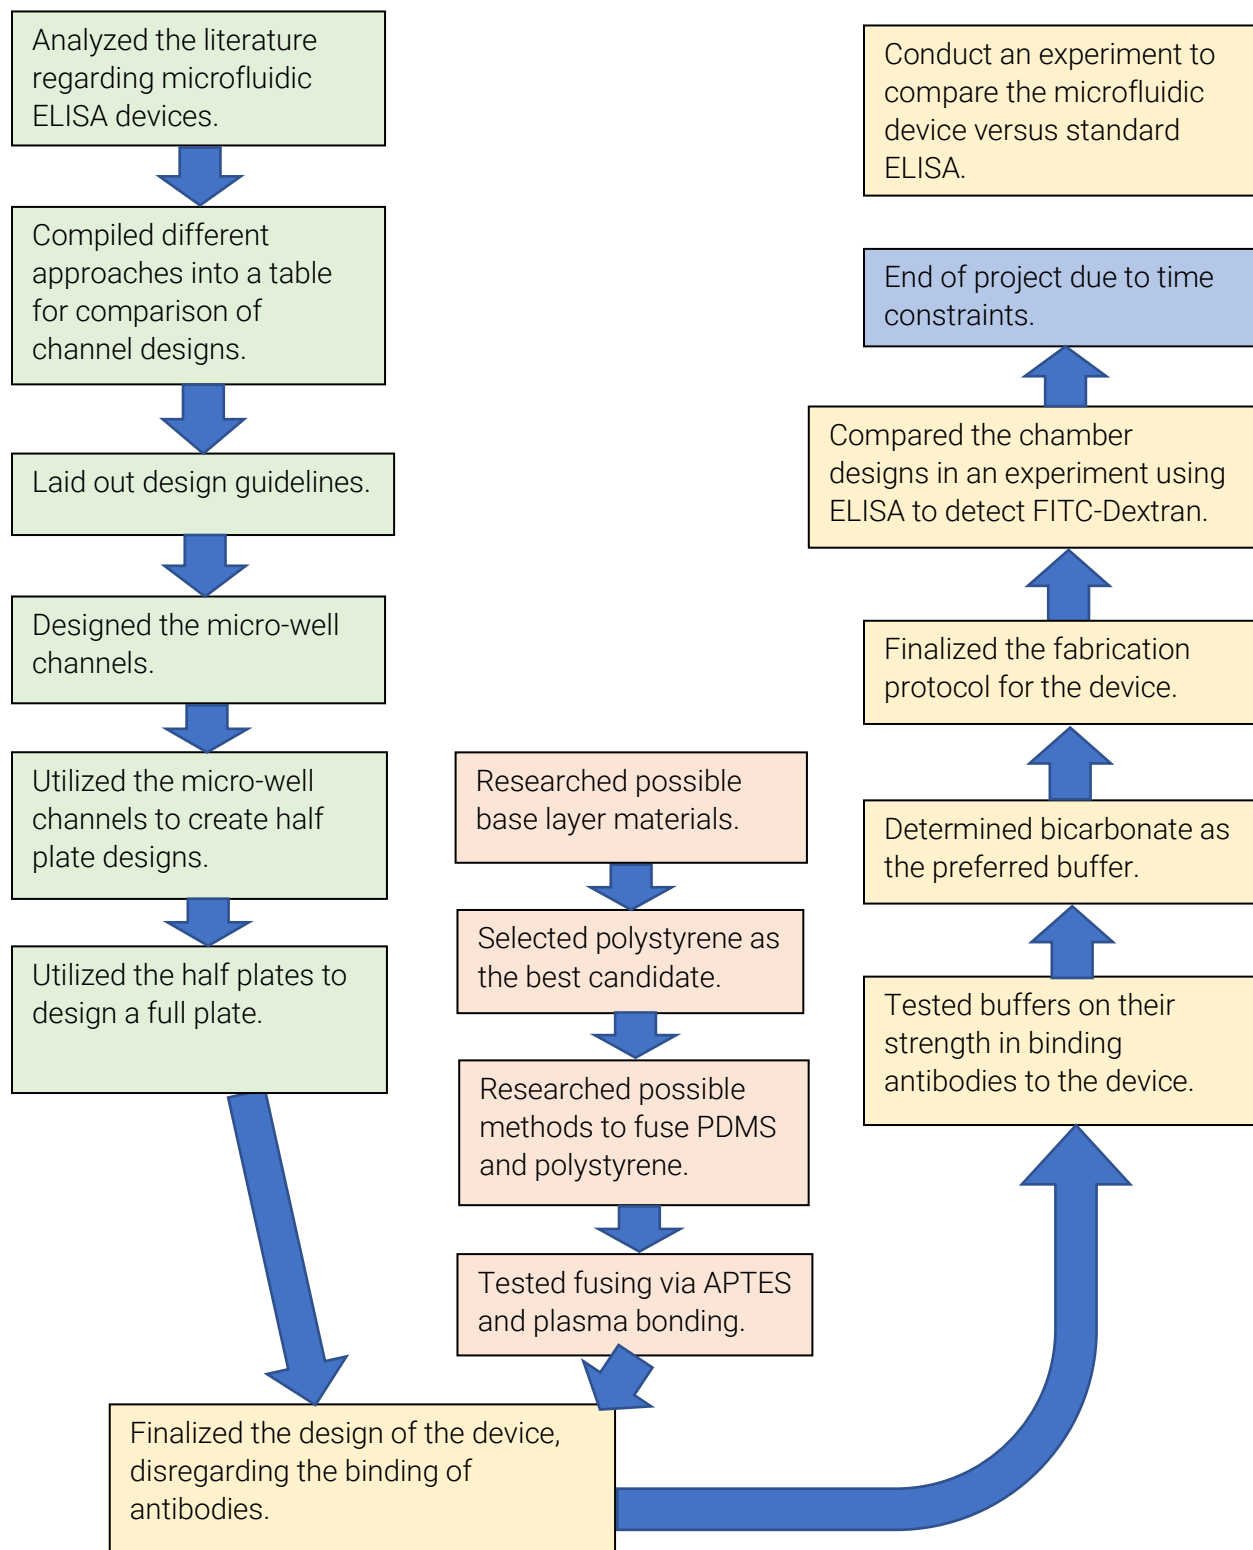 Analyzed the literature
regarding microfluidic
ELISA devices.
Compiled different
approaches into a table
for comparison of
channel designs.
Laid out design guidelines.
Designed the micro-well
channels.
Utilized the micro-well
channels to create half
plate designs.
Utilized the half plates to
design a full plate.
Researched possible
base layer materials.
Selected polystyrene as
the best candidate.
Researched possible
methods to fuse PDMS
and polystyrene.
Tested fusing via APTES
and plasma bonding.
Finalized the design of the device,
disregarding the binding of
antibodies.
Tested buffers on their
strength in binding
antibodies to the device.
Determined bicarbonate as
the preferred buffer.
Finalized the fabrication
protocol for the device.
Compared the chamber
designs in an experiment using
ELISA to detect FITC-Dextran.
End of project due to time
constraints.
Conduct an experiment to
compare the microfluidic
device versus standard
ELISA.